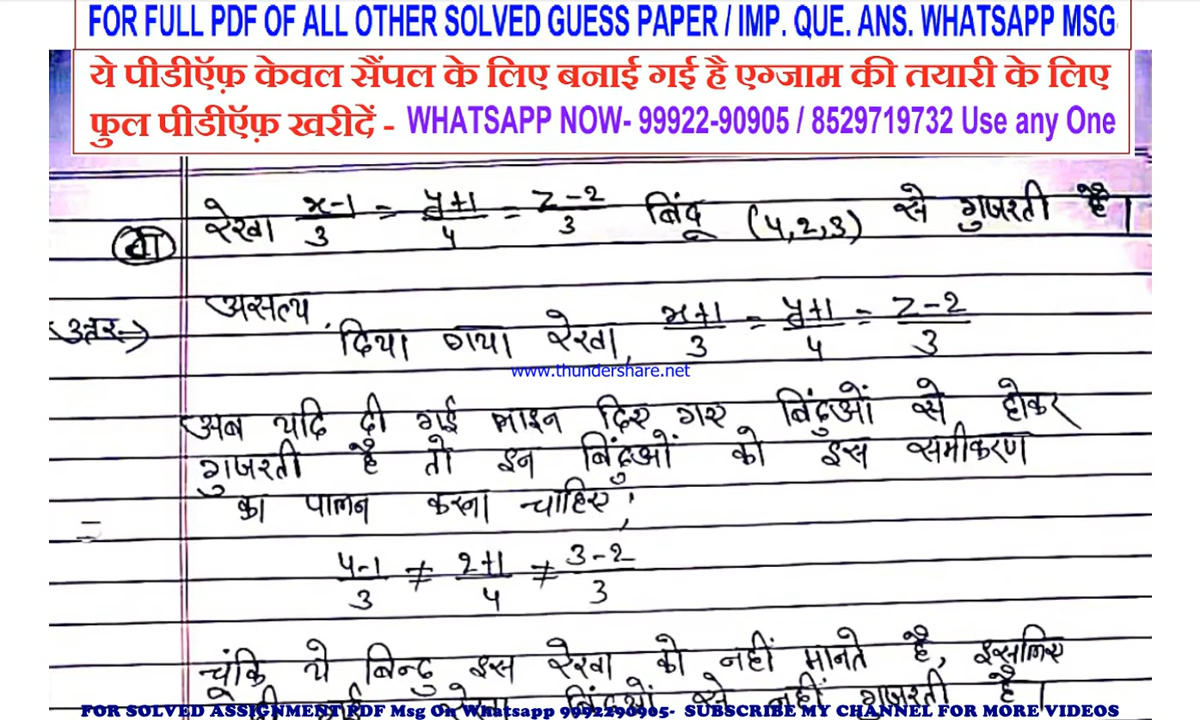 FOR FULL PDF OF ALL OTHER SOLVED GUESS PAPER / IMP. QUE. ANS. WHATSAPP MSG
ये पीडीऍफ़ केवल सैंपल के लिए बनाई गई है एग्जाम की तयारी के लिए
फुल पीडीऍफ़ खरीदें - WHATSAPP NOW- 99922-90905 / 8529719732 Use any One
रेखा (x-1)/3 = (y+1)/4 = (z-2)/3 बिंदू (4,2,3) से गुजरती है।
उत्तर→ असत्य,
दिया गया रेखा, (x+1)/3 = (y+1)/4 = (z-2)/3
www.thundershare.net
अब यदि दी गई लाइन दिए गए बिंदुओं से होकर
गुजरती है तो इन बिंदुओं को इस समीकरण
का पालन करना चाहिए;
=
(4-1)/3 ≠ (2+1)/4 ≠ (3-2)/3
चूंकि ये बिन्दु इस रेखा को नहीं मानते है, इसलिए
रेखा बिंदुओं से नहीं गुजरती है।
FOR SOLVED ASSIGNMENT PDF Msg On Whatsapp 9992290905- SUBSCRIBE MY CHANNEL FOR MORE VIDEOS